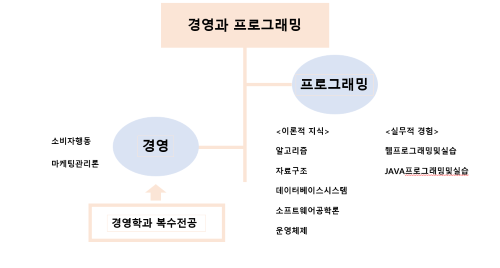 경영과 프로그래밍
프로그래밍
<이론적 지식>
<실무적 경험>
알고리즘
웹프로그래밍및실습
자료구조
JAVA프로그래밍및실습
데이터베이스시스템
소프트웨어공학론
운영체제
경영
소비자행동
마케팅관리론
경영학과 복수전공